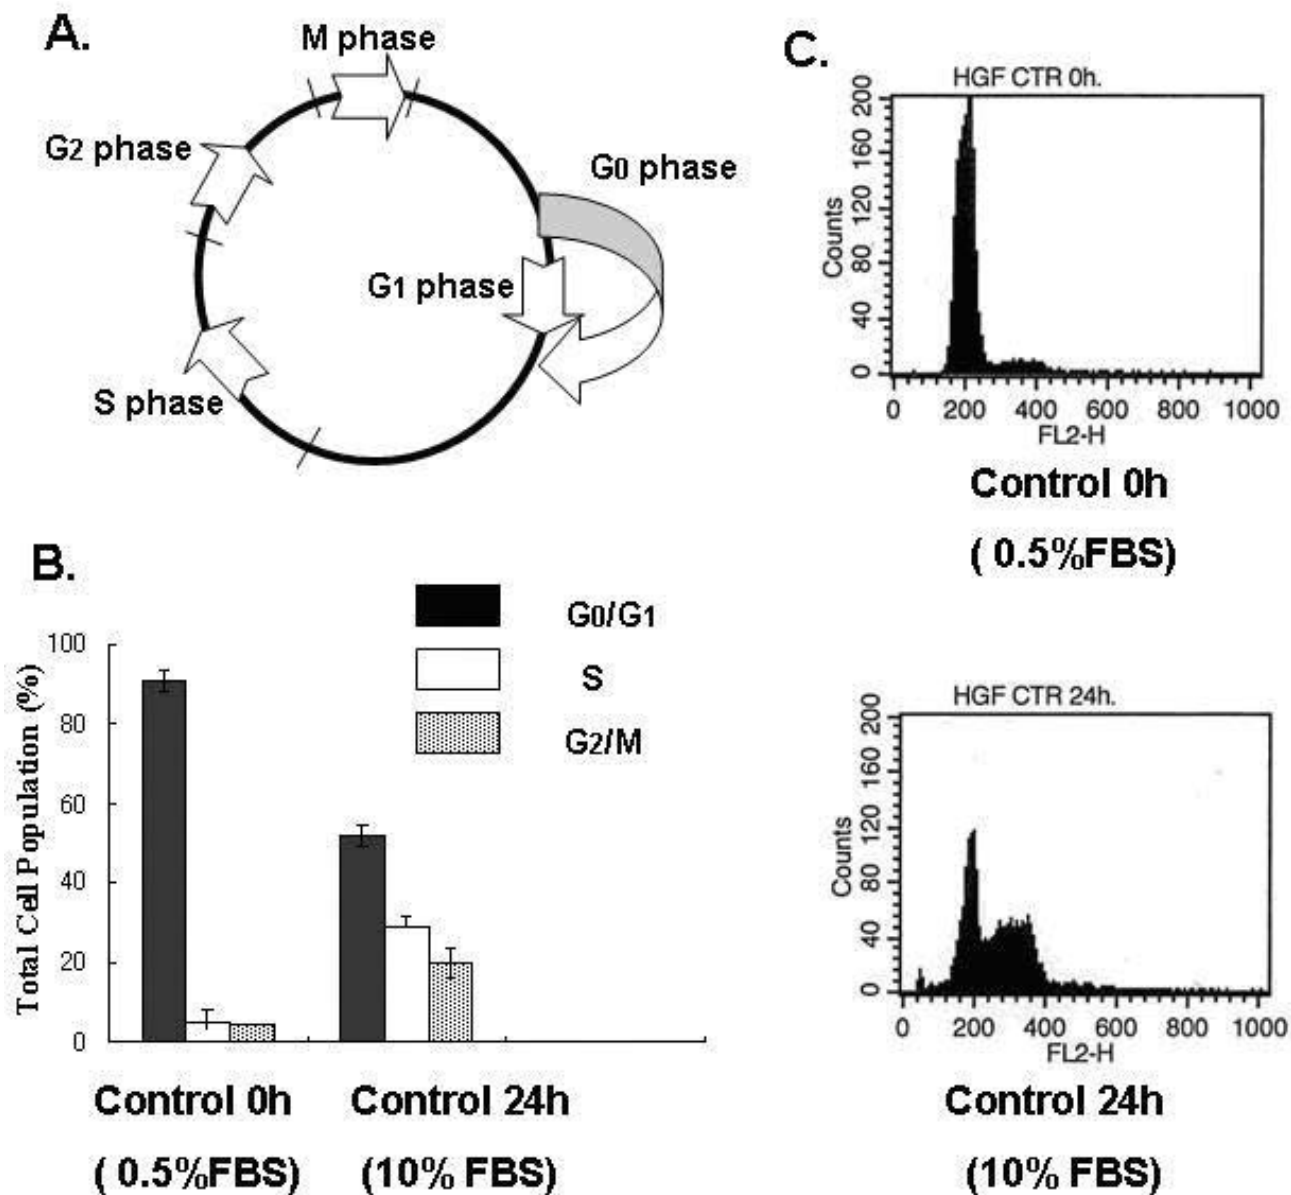 A.
M phase
G2 phase
G0 phase
G1 phase
S phase
B.
G0/G1
S
G2/M
Total Cell Population (%)
100
80
60
40
20
0
Control 0h
( 0.5%FBS)
Control 24h
(10% FBS)
C.
HGF CTR 0h.
Counts
200
160
120
80
40
0
0 200 400 600 800 1000
FL2-H
Control 0h
( 0.5%FBS)
HGF CTR 24h.
Counts
200
160
120
80
40
0
0 200 400 600 800 1000
FL2-H
Control 24h
(10% FBS)